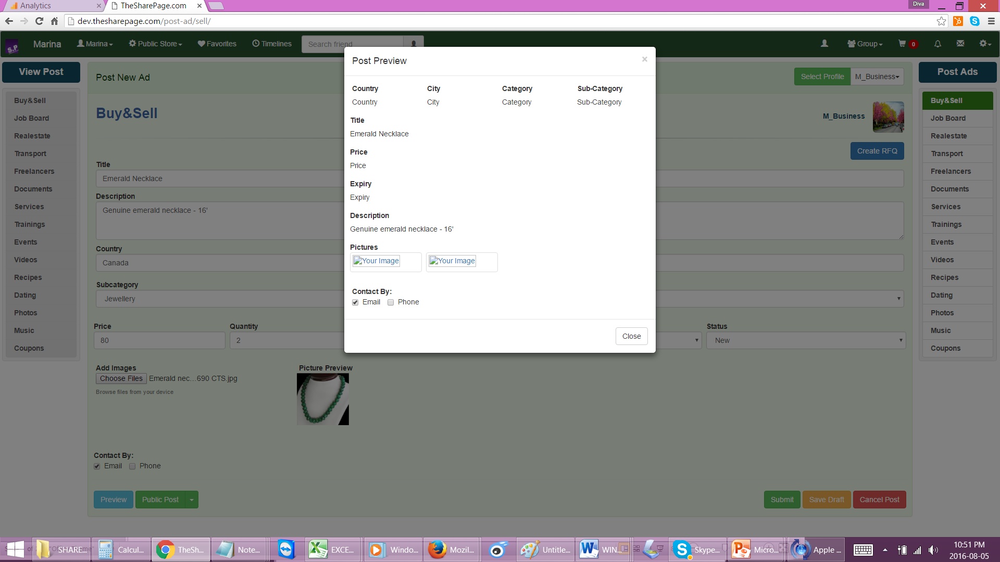 Analytics
TheSharePage.com
Diva
dev.thesharepage.com/post-ad/sell/
S.P
Marina
Marina
Public Store
Favorites
Timelines
Search friend
Group
0
View Post
Buy&Sell
Job Board
Realestate
Transport
Freelancers
Documents
Services
Trainings
Events
Videos
Recipes
Dating
Photos
Music
Coupons
Post New Ad
Select Profile
M_Business
Buy&Sell
M_Business
Create RFQ
Title
Emerald Necklace
Description
Genuine emerald necklace - 16'
Country
Canada
Subcategory
Jewellery
Price
Quantity
Status
80
2
New
Add Images
Picture Preview
Choose Files Emerald nec...690 CTS.jpg
Browse files from your device
Contact By:
Email Phone
Preview
Public Post
Submit
Save Draft
Cancel Post
Post Preview
×
Country City Category Sub-Category
Country City Category Sub-Category
Title
Emerald Necklace
Price
Price
Expiry
Expiry
Description
Genuine emerald necklace - 16'
Pictures
Your Image Your Image
Contact By:
Email Phone
Close
Post Ads
Buy&Sell
Job Board
Realestate
Transport
Freelancers
Documents
Services
Trainings
Events
Videos
Recipes
Dating
Photos
Music
Coupons
SHARE...
Calcul...
TheSh...
Note...
EXCE...
Windo...
Mozil...
Untitle...
WIN...
Skype...
Micro...
Apple ...
10:51 PM
2016-08-05